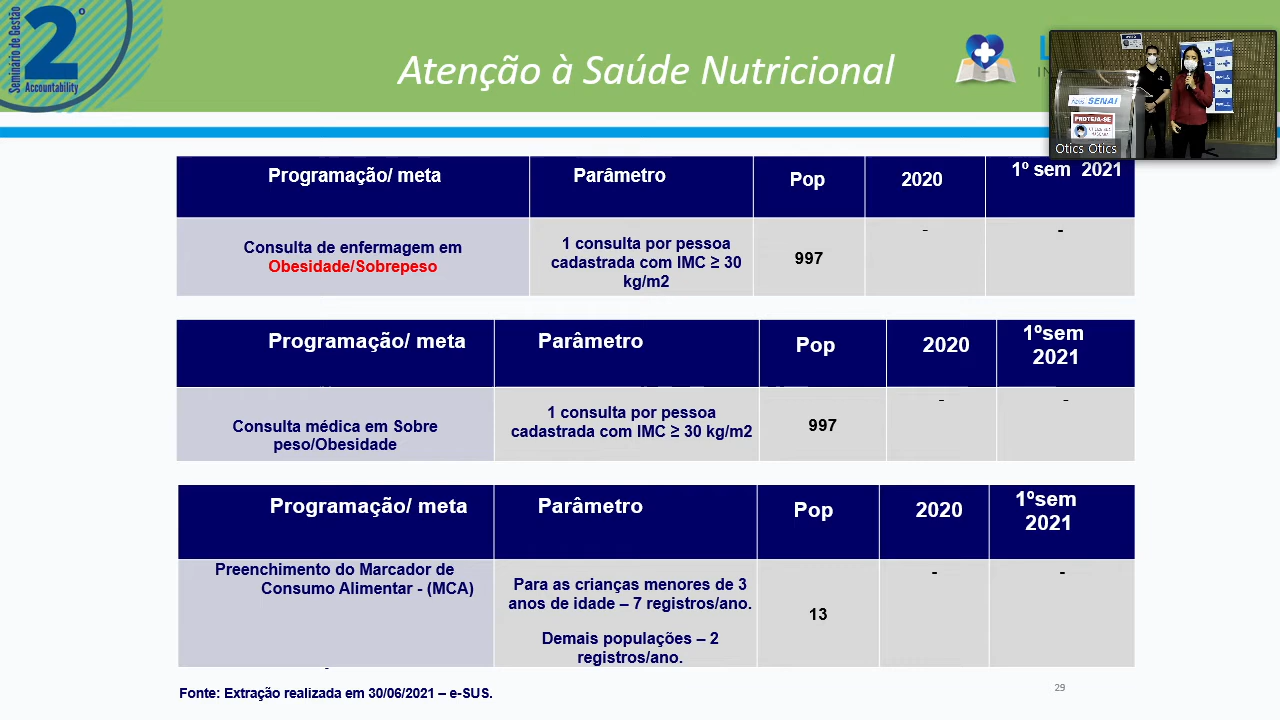 2º
Seminário de Gestão
Accountability
Atenção à Saúde Nutricional
SENAI
PROTEJA-SE
Otics Otics
Programação/ meta Parâmetro Pop 2020 1º sem 2021
Consulta de enfermagem em
Obesidade/Sobrepeso
1 consulta por pessoa
cadastrada com IMC ≥ 30
kg/m2
997 - -
Programação/ meta Parâmetro Pop 2020 1ºsem
2021
Consulta médica em Sobre
peso/Obesidade
1 consulta por pessoa
cadastrada com IMC ≥ 30 kg/m2
997 - -
Programação/ meta Parâmetro Pop 2020 1ºsem
2021
Preenchimento do Marcador de
Consumo Alimentar - (MCA)
Para as crianças menores de 3
anos de idade – 7 registros/ano.
Demais populações – 2
registros/ano.
13 - -
Fonte: Extração realizada em 30/06/2021 – e-SUS.
29